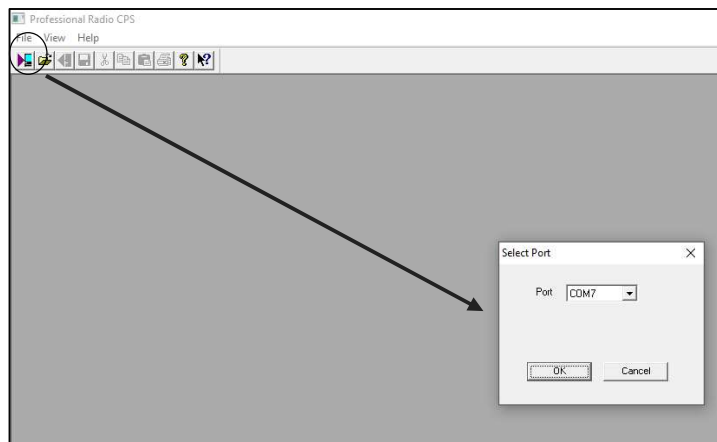 Professional Radio CPS
File View Help
Select Port
Port COM7
OK Cancel